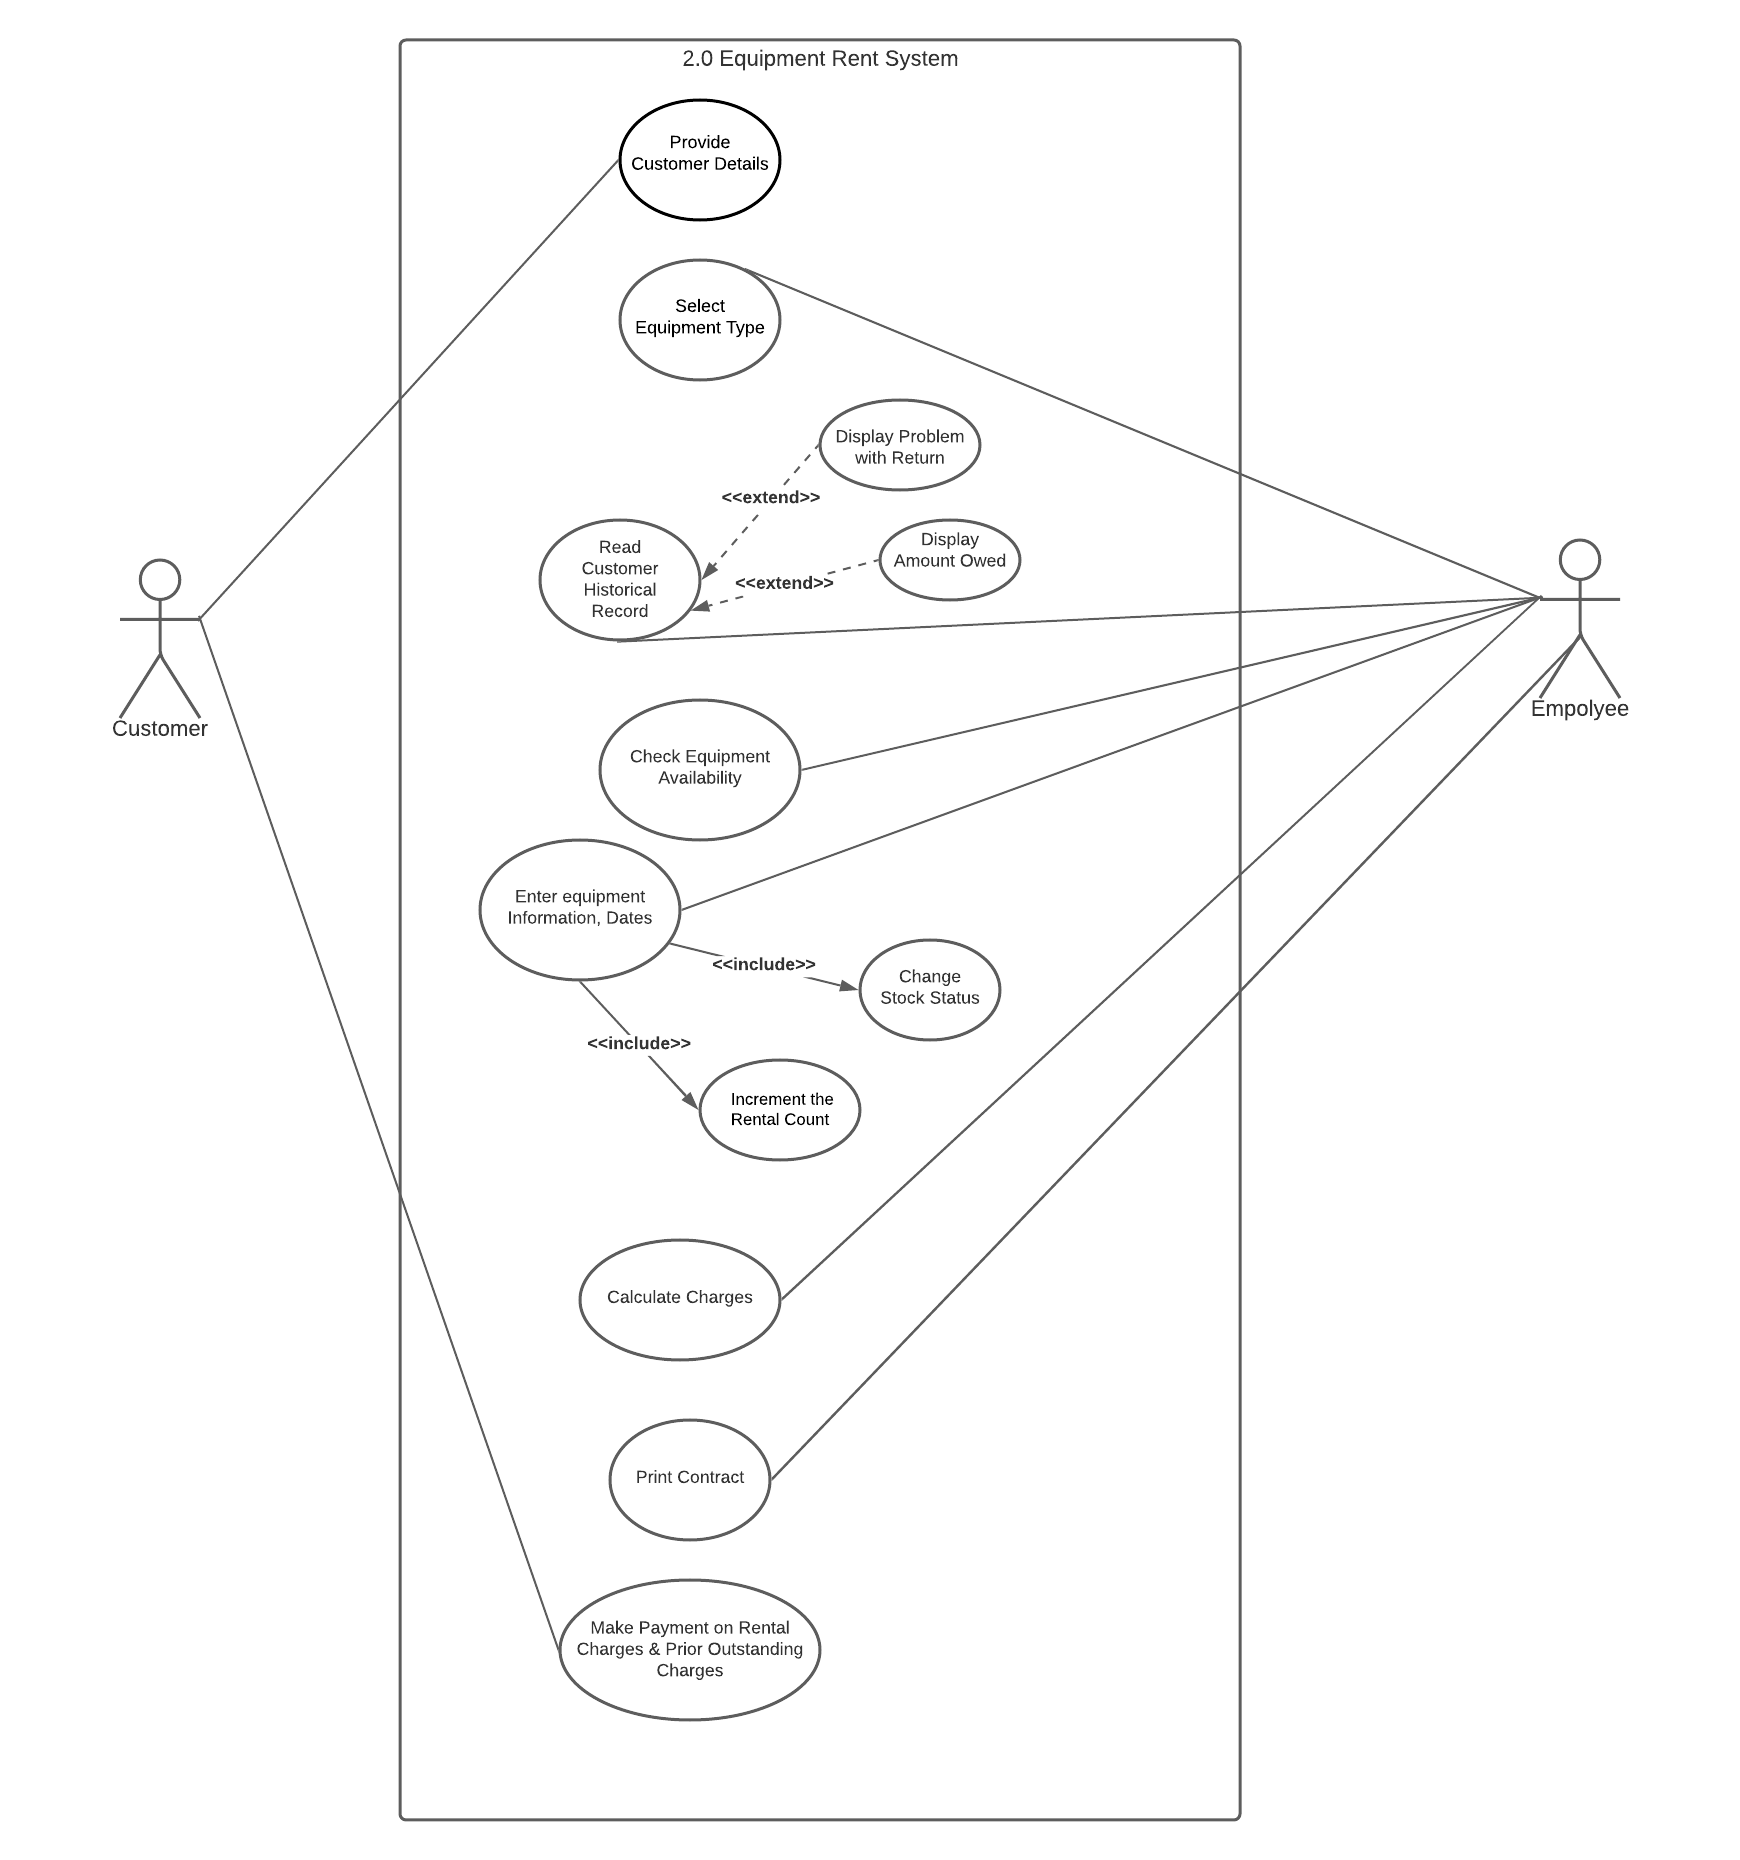 2.0 Equipment Rent System
Provide
Customer Details
Select
Equipment Type
Display Problem
with Return
<<extend>>
Read
Customer
Historical
Record
Display
Amount Owed
<<extend>>
Customer
Empolyee
Check Equipment
Availability
Enter equipment
Information, Dates
<<include>>
Change
Stock Status
<<include>>
Increment the
Rental Count
Calculate Charges
Print Contract
Make Payment on Rental
Charges & Prior Outstanding
Charges